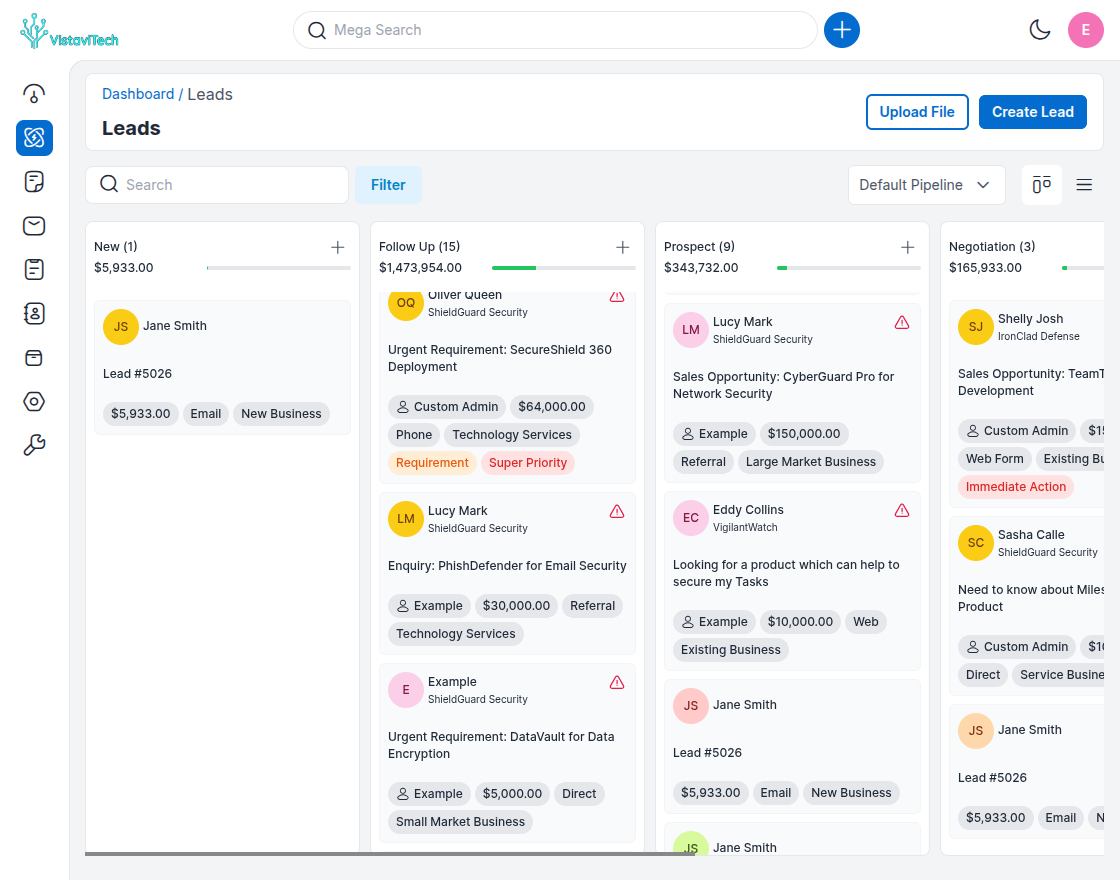 VistaviTech
Mega Search
E
Dashboard / Leads
Leads
Upload File
Create Lead
Search
Filter
Default Pipeline
New (1)
$5,933.00
JS
Jane Smith
Lead #5026
$5,933.00
Email
New Business
Follow Up (15)
$1,473,954.00
OQ
Oliver Queen
ShieldGuard Security
Urgent Requirement: SecureShield 360
Deployment
Custom Admin
$64,000.00
Phone
Technology Services
Requirement
Super Priority
LM
Lucy Mark
ShieldGuard Security
Enquiry: PhishDefender for Email Security
Example
$30,000.00
Referral
Technology Services
E
Example
ShieldGuard Security
Urgent Requirement: DataVault for Data
Encryption
Example
$5,000.00
Direct
Small Market Business
Prospect (9)
$343,732.00
LM
Lucy Mark
ShieldGuard Security
Sales Opportunity: CyberGuard Pro for
Network Security
Example
$150,000.00
Referral
Large Market Business
EC
Eddy Collins
VigilantWatch
Looking for a product which can help to
secure my Tasks
Example
$10,000.00
Web
Existing Business
JS
Jane Smith
Lead #5026
$5,933.00
Email
New Business
JS
Jane Smith
Negotiation (3)
$165,933.00
SJ
Shelly Josh
IronClad Defense
Sales Opportunity: TeamT
Development
Custom Admin
Web Form
Existing Bu
Immediate Action
SC
Sasha Calle
ShieldGuard Security
Need to know about Miles
Product
Custom Admin
Direct
Service Busine
JS
Jane Smith
Lead #5026
$5,933.00
Email